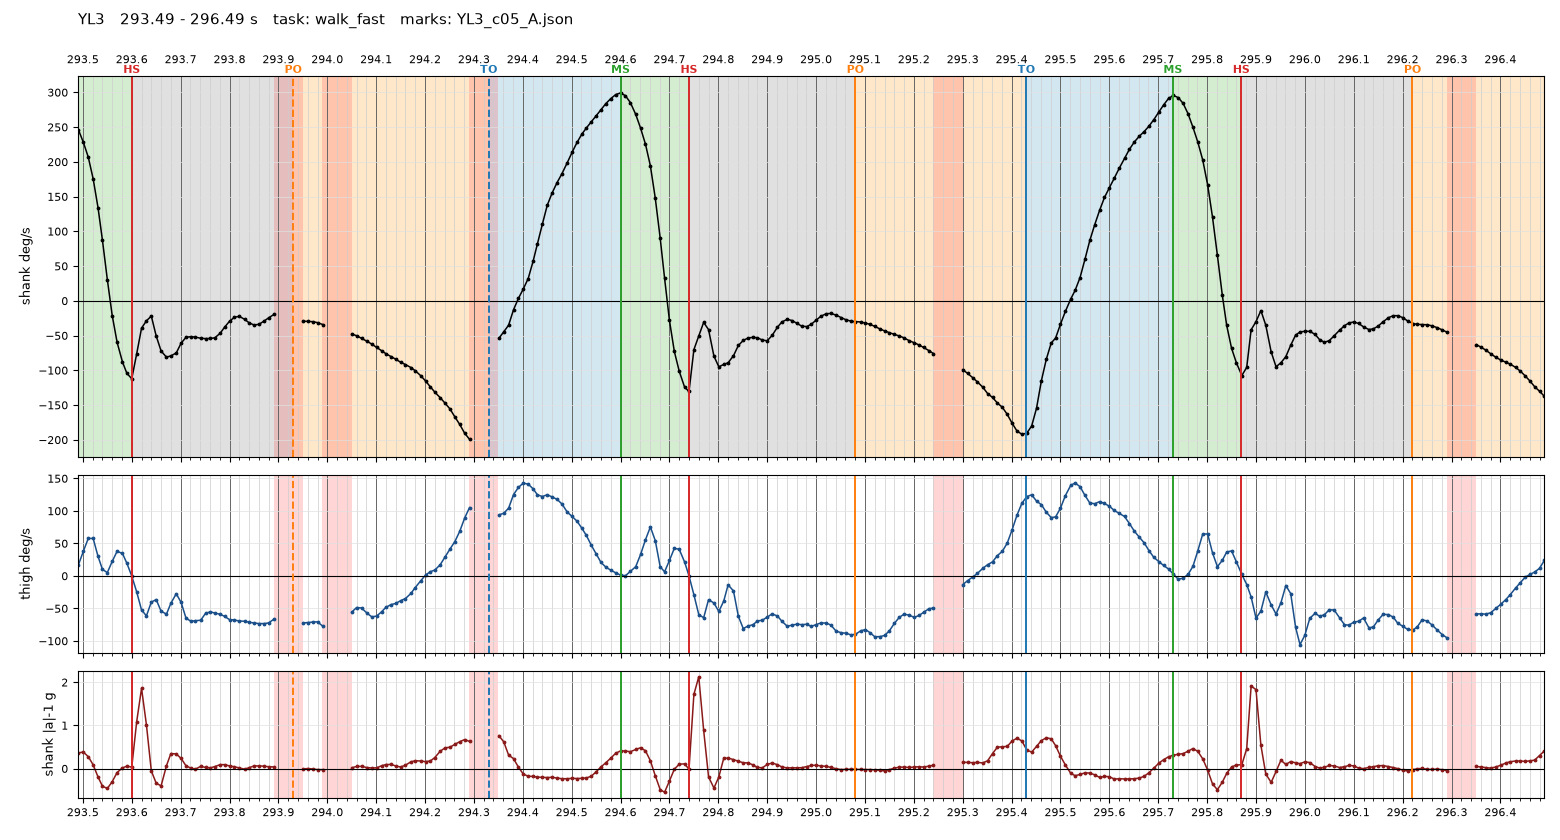 YL3 293.49 - 296.49 s task: walk_fast marks: YL3_c05_A.json
293.5 293.6 293.7 293.8 293.9 294.0 294.1 294.2 294.3 294.4 294.5 294.6 294.7 294.8 294.9 295.0 295.1 295.2 295.3 295.4 295.5 295.6 295.7 295.8 295.9 296.0 296.1 296.2 296.3 296.4
HS PO TO MS HS PO TO MS HS PO
300
250
200
150
100
50
0
−50
−100
−150
−200
shank deg/s
150
100
50
0
−50
−100
thigh deg/s
2
1
0
shank |a|-1 g
293.5 293.6 293.7 293.8 293.9 294.0 294.1 294.2 294.3 294.4 294.5 294.6 294.7 294.8 294.9 295.0 295.1 295.2 295.3 295.4 295.5 295.6 295.7 295.8 295.9 296.0 296.1 296.2 296.3 296.4